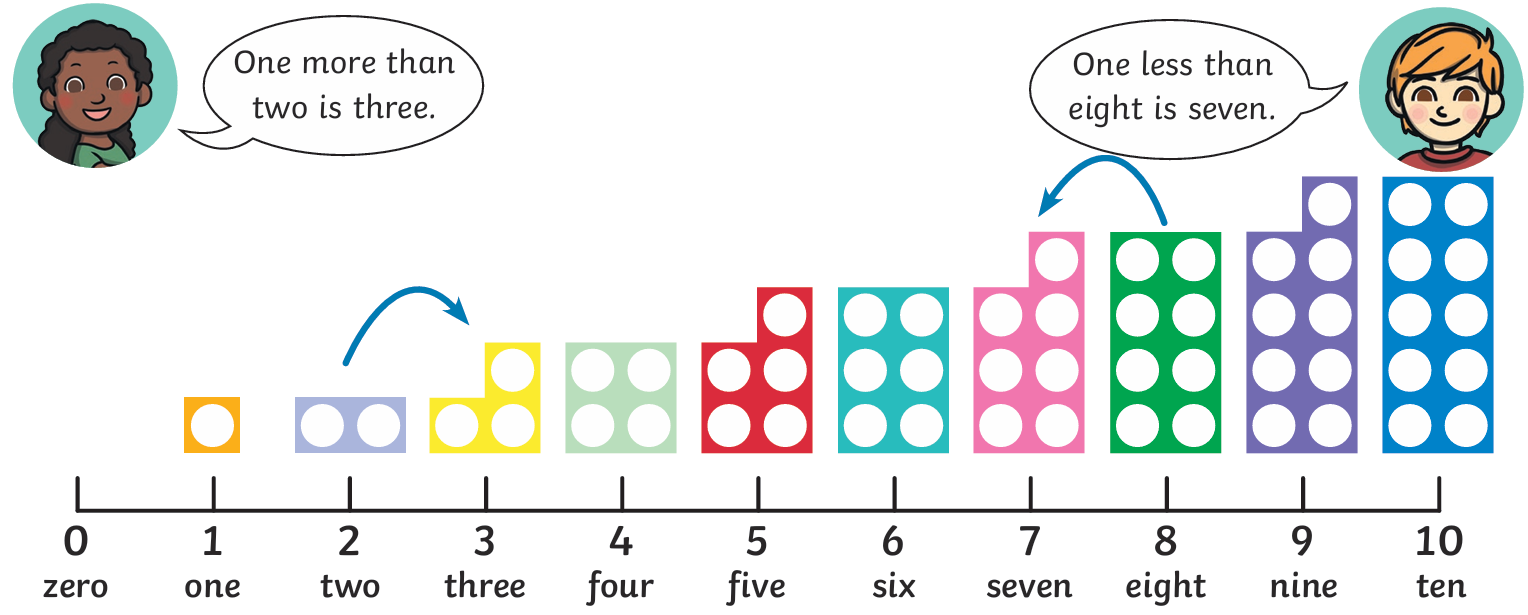 One more than
two is three.
One less than
eight is seven.
0 1 2 3 4 5 6 7 8 9 10
zero one two three four five six seven eight nine ten